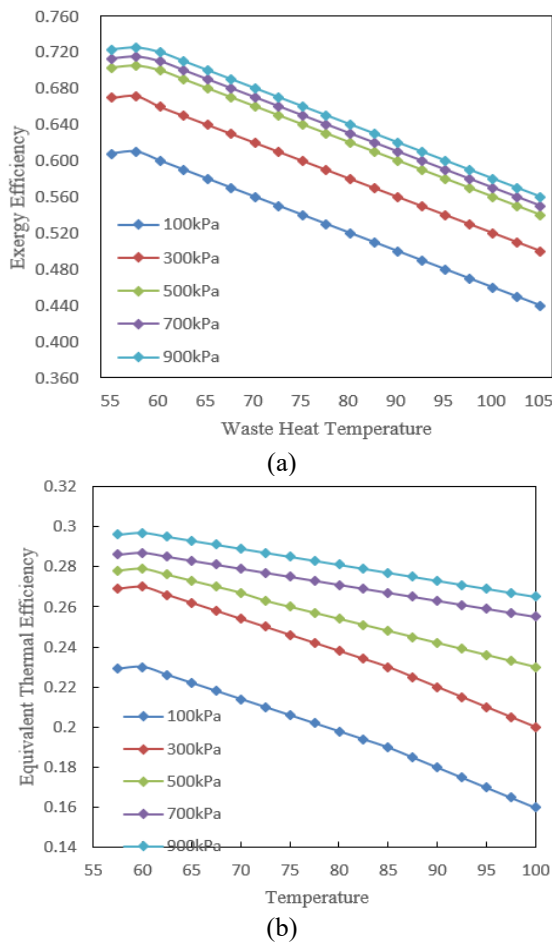 0.760
0.720
0.680
0.640
0.600
0.560
0.520
0.480
0.440
0.400
0.360
Exergy Efficiency
100kPa
300kPa
500kPa
700kPa
900kPa
55 60 65 70 75 80 85 90 95 100 105
Waste Heat Temperature
(a)
0.32
0.3
0.28
0.26
0.24
0.22
0.2
0.18
0.16
0.14
Equivalent Thermal Efficiency
100kPa
300kPa
500kPa
700kPa
900kPa
55 60 65 70 75 80 85 90 95 100
Temperature
(b)